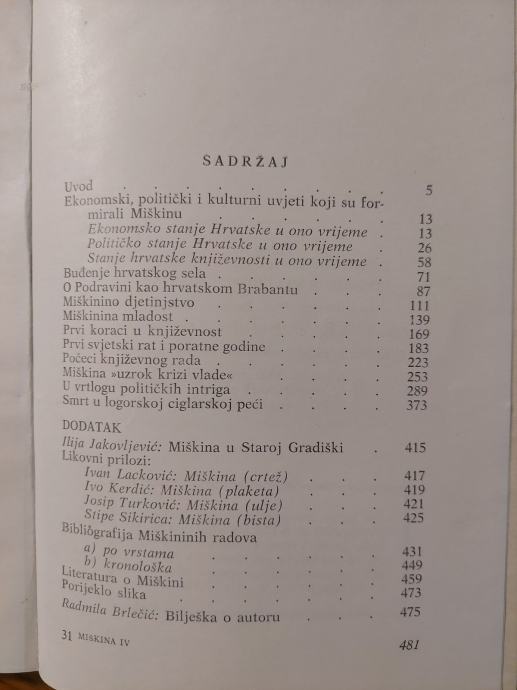 SADRŽAJ
Uvod . . . . . . . . . 5
Ekonomski, politički i kulturni uvjeti koji su for-
mirali Miškinu . . . . . . 13
Ekonomsko stanje Hrvatske u ono vrijeme . 13
Političko stanje Hrvatske u ono vrijeme . 26
Stanje hrvatske književnosti u ono vrijeme . 58
Buđenje hrvatskog sela . . . . . 71
O Podravini kao hrvatskom Brabantu . . . 87
Miškinino djetinjstvo . . . . . 111
Miškinina mladost . . . . . . 139
Prvi koraci u književnost . . . . 169
Prvi svjetski rat i poratne godine . . . 183
Počeci književnog rada . . . . . 223
Miškina »uzrok krizi vlade« . . . . 253
U vrtlogu političkih intriga . . . . 289
Smrt u logorskoj ciglarskoj peći . . . 373
DODATAK
Ilija Jakovljević: Miškina u Staroj Gradiški . 415
Likovni prilozi:
Ivan Lacković: Miškina (crtež) . . . 417
Ivo Kerdić: Miškina (plaketa) . . . 419
Josip Turković: Miškina (ulje) . . . 421
Stipe Sikirica: Miškina (bista) . . . 425
Bibliografija Miškininih radova
a) po vrstama . . . . . 431
b) kronološka . . . . . 449
Literatura o Miškini . . . . . 459
Porijeklo slika . . . . . . 473
Radmila Brlečić: Bilješka o autoru . . . 475
31 MIŠKINA IV
481